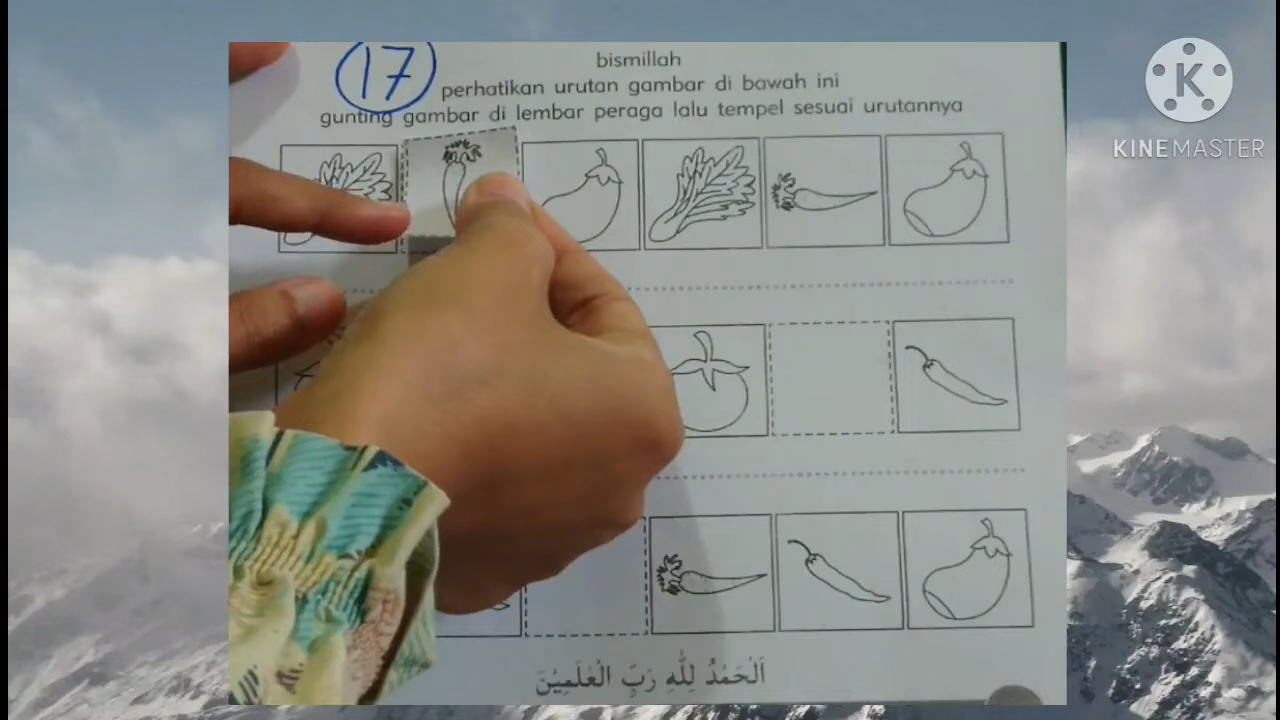 17
bismillah
perhatikan urutan gambar di bawah ini
gunting gambar di lembar peraga lalu tempel sesuai urutannya
اَلْحَمْدُ لِلّٰهِ رَبِّ الْعٰلَمِيْنَ
K
KINEMASTER